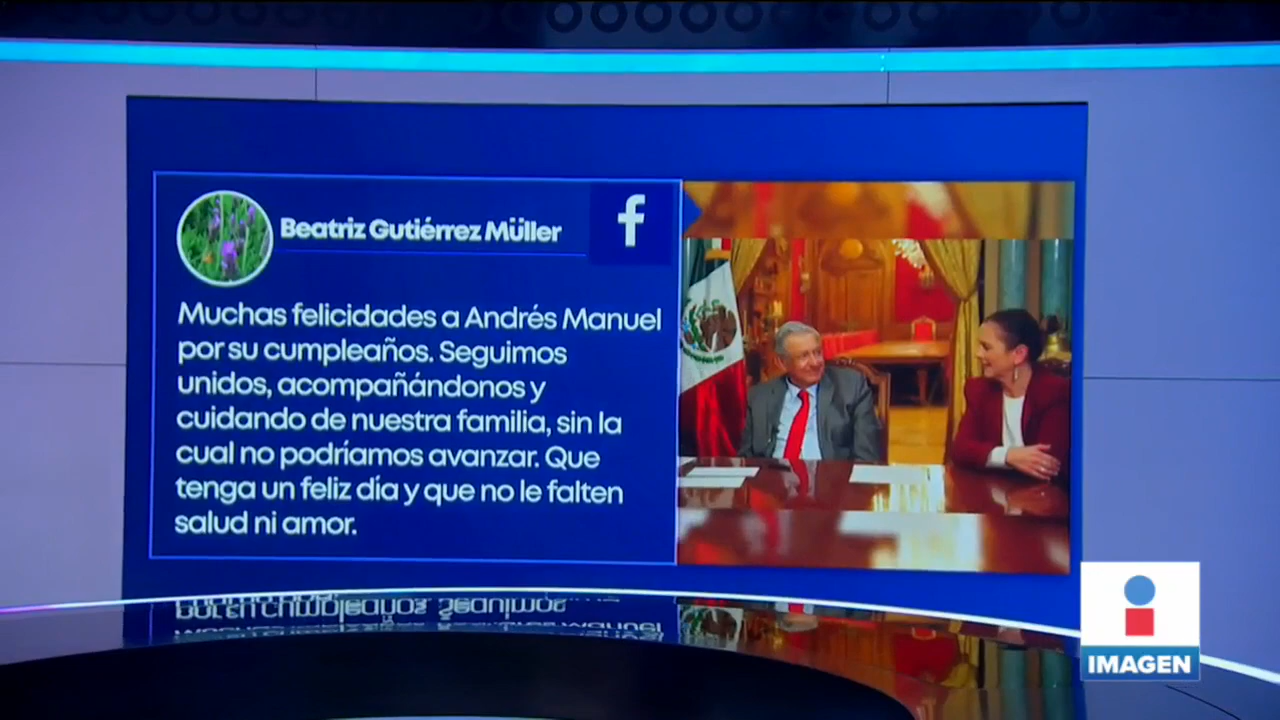 Beatriz Gutiérrez Müller
f
Muchas felicidades a Andrés Manuel
por su cumpleaños. Seguimos
unidos, acompañándonos y
cuidando de nuestra familia, sin la
cual no podríamos avanzar. Que
tenga un feliz día y que no le falten
salud ni amor.
IMAGEN